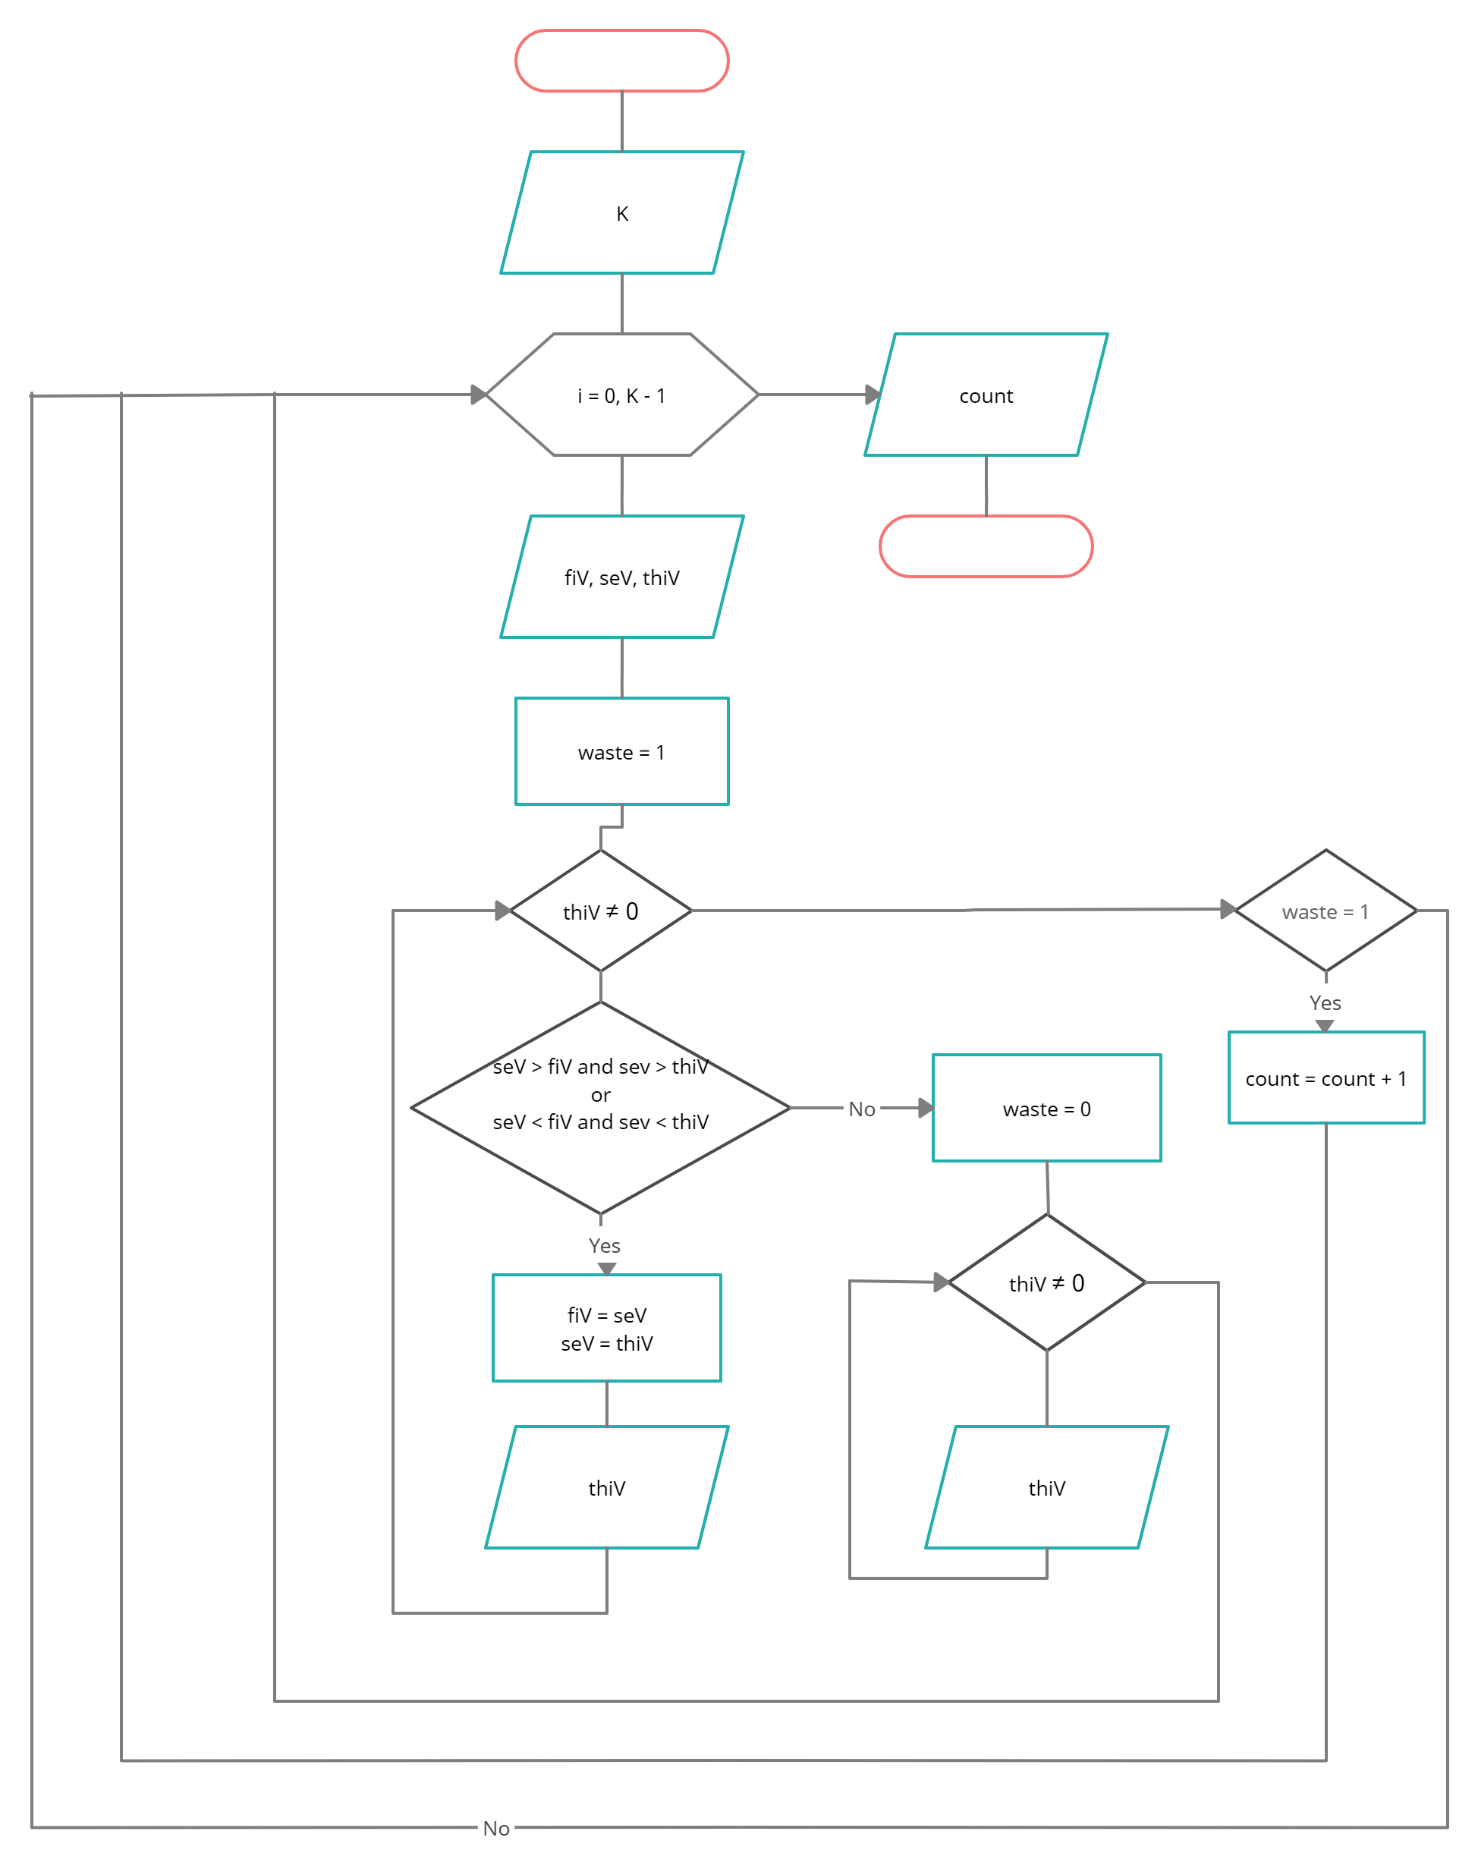 K
i = 0, K - 1
count
fiV, seV, thiV
waste = 1
thiV ≠ 0
waste = 1
Yes
count = count + 1
seV > fiV and sev > thiV
or
seV < fiV and sev < thiV
No
waste = 0
Yes
fiV = seV
seV = thiV
thiV ≠ 0
thiV
thiV
No